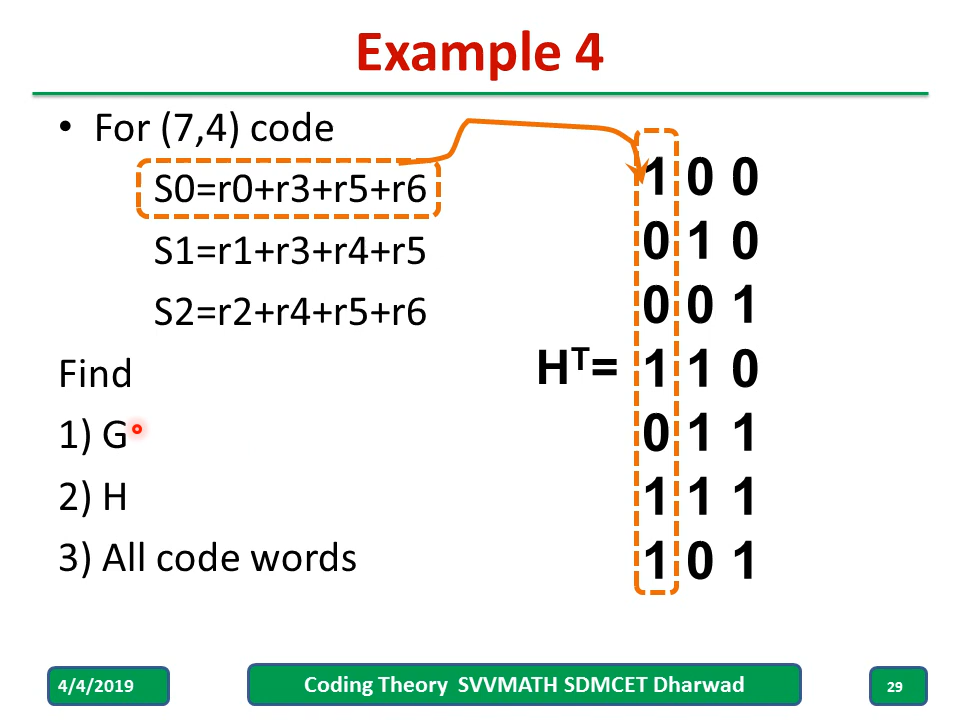 Example 4
• For (7,4) code
S0=r0+r3+r5+r6
S1=r1+r3+r4+r5
S2=r2+r4+r5+r6
Find
1) G
2) H
3) All code words
Hᵀ=
1 0 0
0 1 0
0 0 1
1 1 0
0 1 1
1 1 1
1 0 1
4/4/2019
Coding Theory SVVMATH SDMCET Dharwad
29